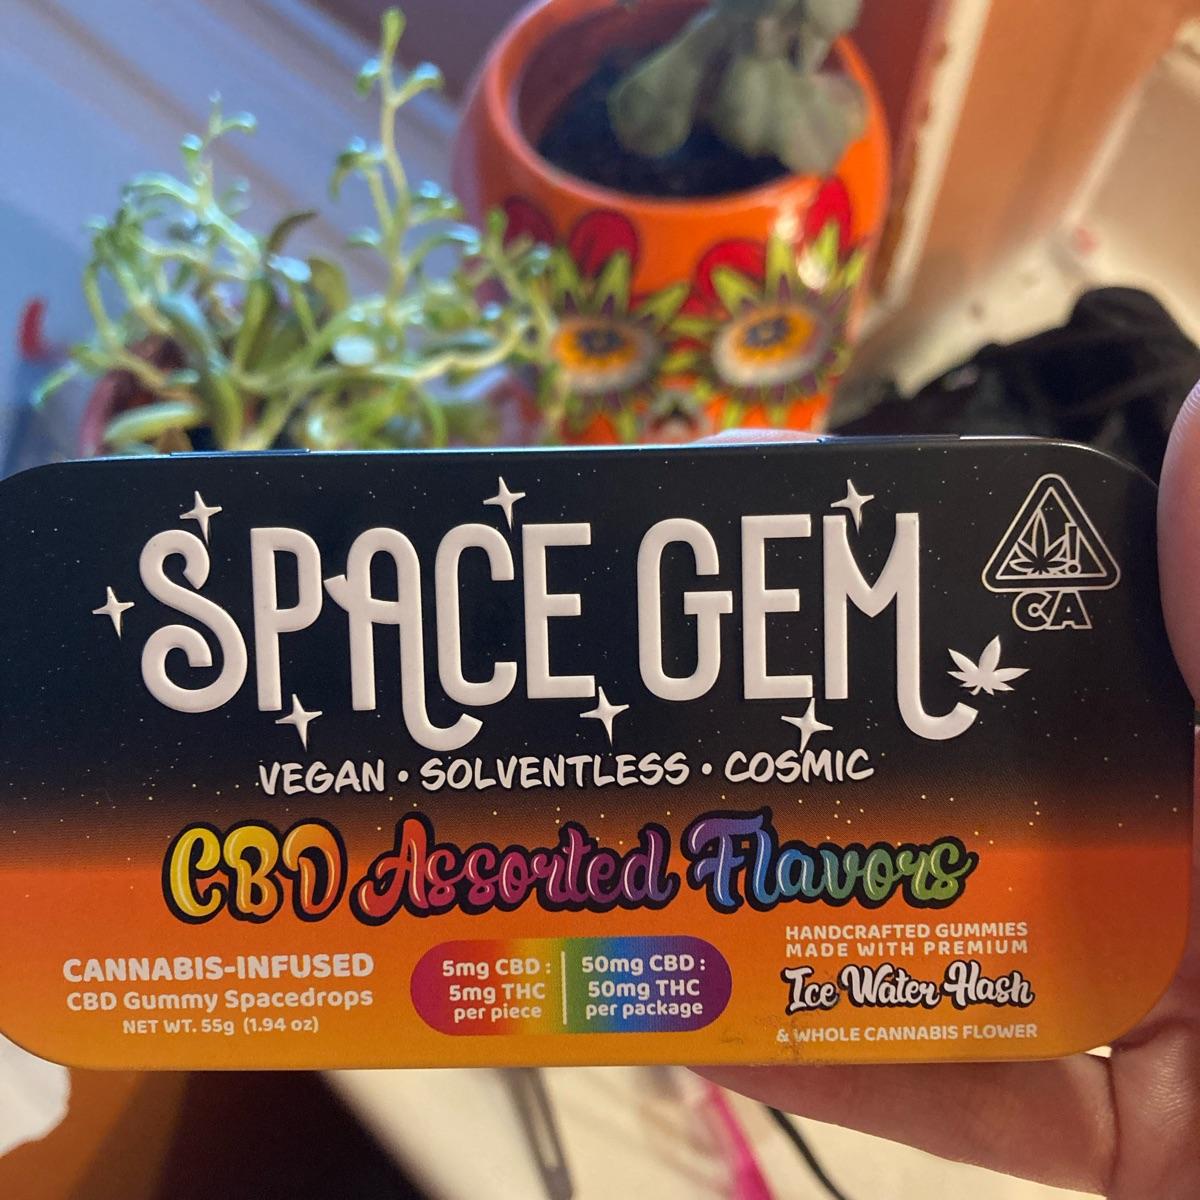 SPACE GEM
CA
VEGAN • SOLVENTLESS • COSMIC
CBD Assorted Flavors
CANNABIS-INFUSED
CBD Gummy Spacedrops
NET WT. 55g (1.94 oz)
5mg CBD :
5mg THC
per piece
50mg CBD :
50mg THC
per package
HANDCRAFTED GUMMIES
MADE WITH PREMIUM
Ice Water Hash
& WHOLE CANNABIS FLOWER